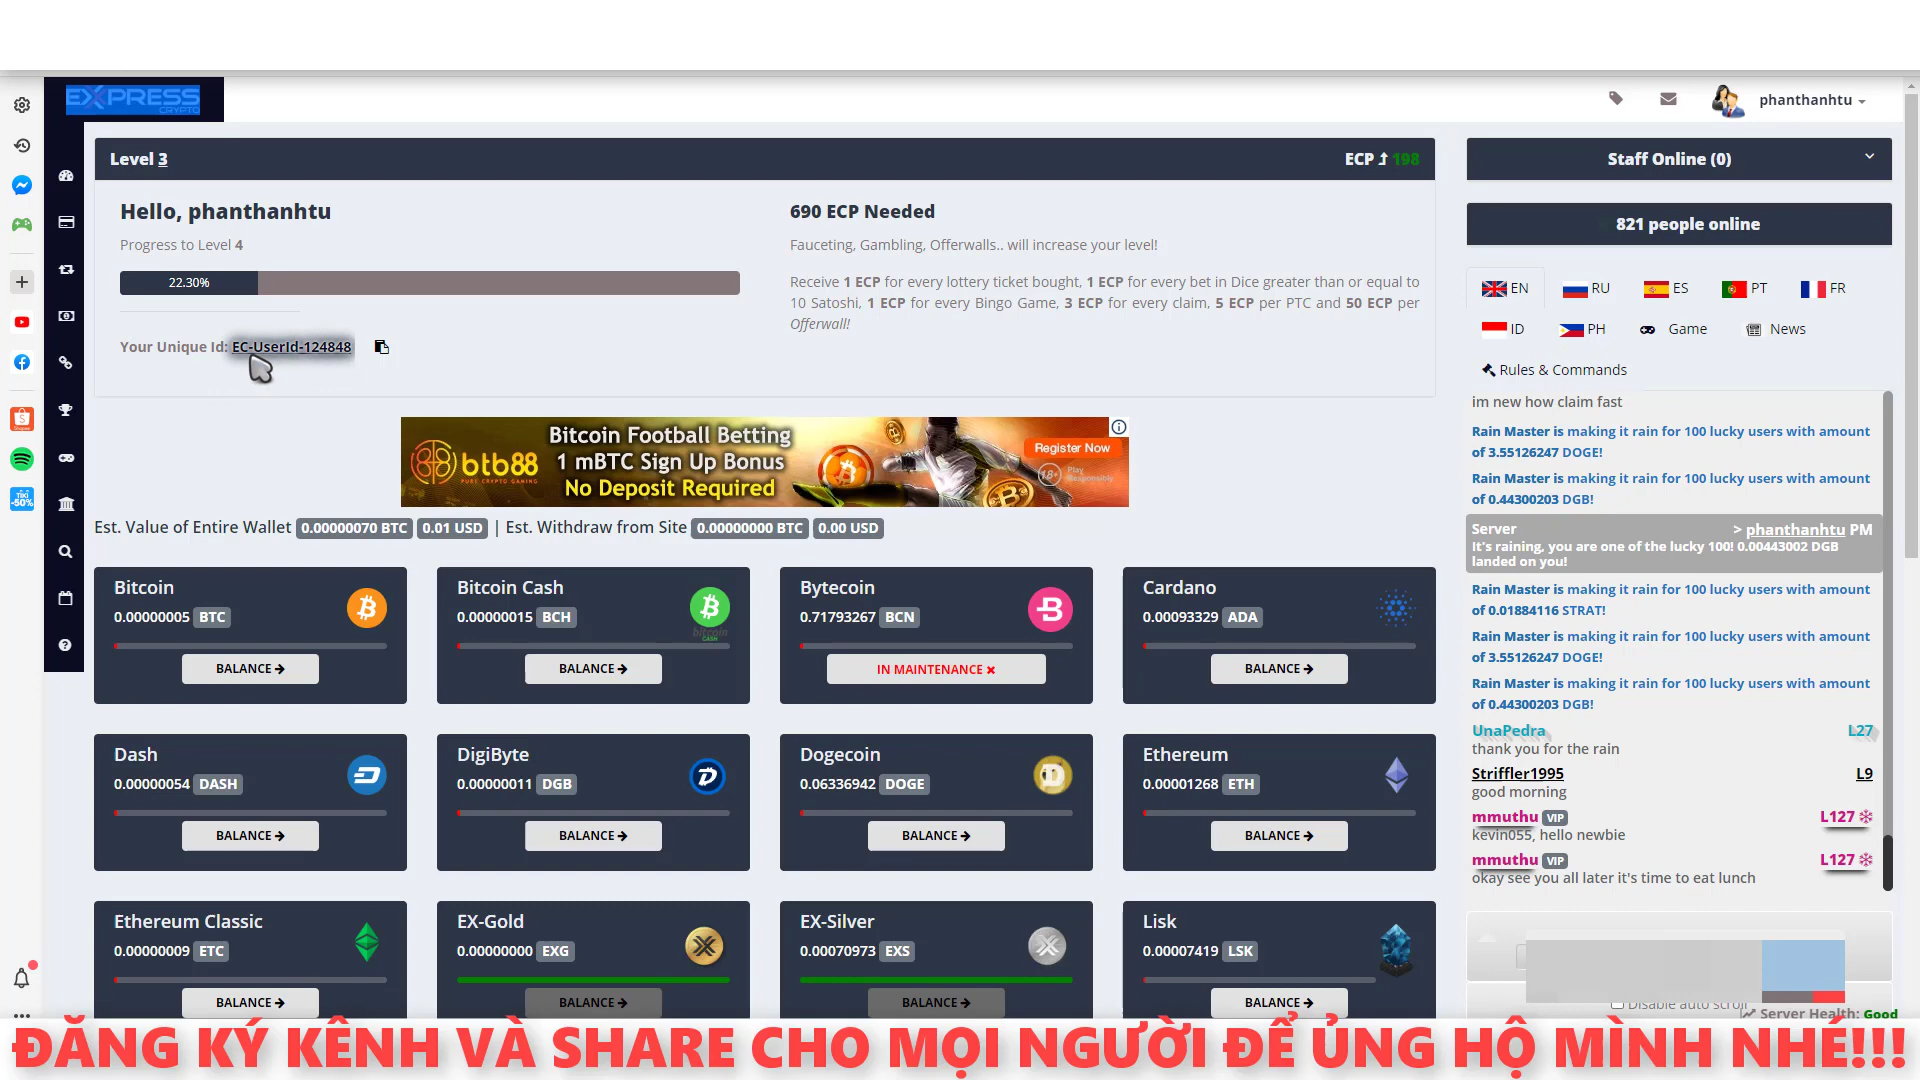 EXPRESS
CRYPTO
phanthanhtu
Level 3
ECP 198
Hello, phanthanhtu
Progress to Level 4
22.30%
Your Unique Id: EC-UserId-124848
690 ECP Needed
Fauceting, Gambling, Offerwalls.. will increase your level!
Receive 1 ECP for every lottery ticket bought, 1 ECP for every bet in Dice greater than or equal to
10 Satoshi, 1 ECP for every Bingo Game, 3 ECP for every claim, 5 ECP per PTC and 50 ECP per
Offerwall!
btb88
PURE CRYPTO GAMING
Bitcoin Football Betting
1 mBTC Sign Up Bonus
No Deposit Required
Register Now
18+ Play
Responsibly
Est. Value of Entire Wallet 0.00000070 BTC 0.01 USD | Est. Withdraw from Site 0.00000000 BTC 0.00 USD
Bitcoin
0.00000005 BTC
BALANCE
Bitcoin Cash
0.00000015 BCH
bitcoin
CASH
BALANCE
Bytecoin
0.71793267 BCN
IN MAINTENANCE
Cardano
0.00093329 ADA
BALANCE
Dash
0.00000054 DASH
BALANCE
DigiByte
0.00000011 DGB
BALANCE
Dogecoin
0.06336942 DOGE
BALANCE
Ethereum
0.00001268 ETH
BALANCE
Ethereum Classic
0.00000009 ETC
BALANCE
EX-Gold
0.00000000 EXG
BALANCE
EX-Silver
0.00070973 EXS
BALANCE
Lisk
0.00007419 LSK
BALANCE
Staff Online (0)
821 people online
EN RU ES PT FR
ID PH Game News
Rules & Commands
im new how claim fast
Rain Master is making it rain for 100 lucky users with amount
of 3.55126247 DOGE!
Rain Master is making it rain for 100 lucky users with amount
of 0.44300203 DGB!
Server > phanthanhtu PM
It's raining, you are one of the lucky 100! 0.00443002 DGB
landed on you!
Rain Master is making it rain for 100 lucky users with amount
of 0.01884116 STRAT!
Rain Master is making it rain for 100 lucky users with amount
of 3.55126247 DOGE!
Rain Master is making it rain for 100 lucky users with amount
of 0.44300203 DGB!
UnaPedra L27
thank you for the rain
Striffler1995 L9
good morning
mmuthu VIP L127
kevin055, hello newbie
mmuthu VIP L127
okay see you all later it's time to eat lunch
Disable auto scroll
Server Health: Good
Shopee
TIKI
-50%
ĐĂNG KÝ KÊNH VÀ SHARE CHO MỌI NGƯỜI ĐỂ ỦNG HỘ MÌNH NHÉ!!!